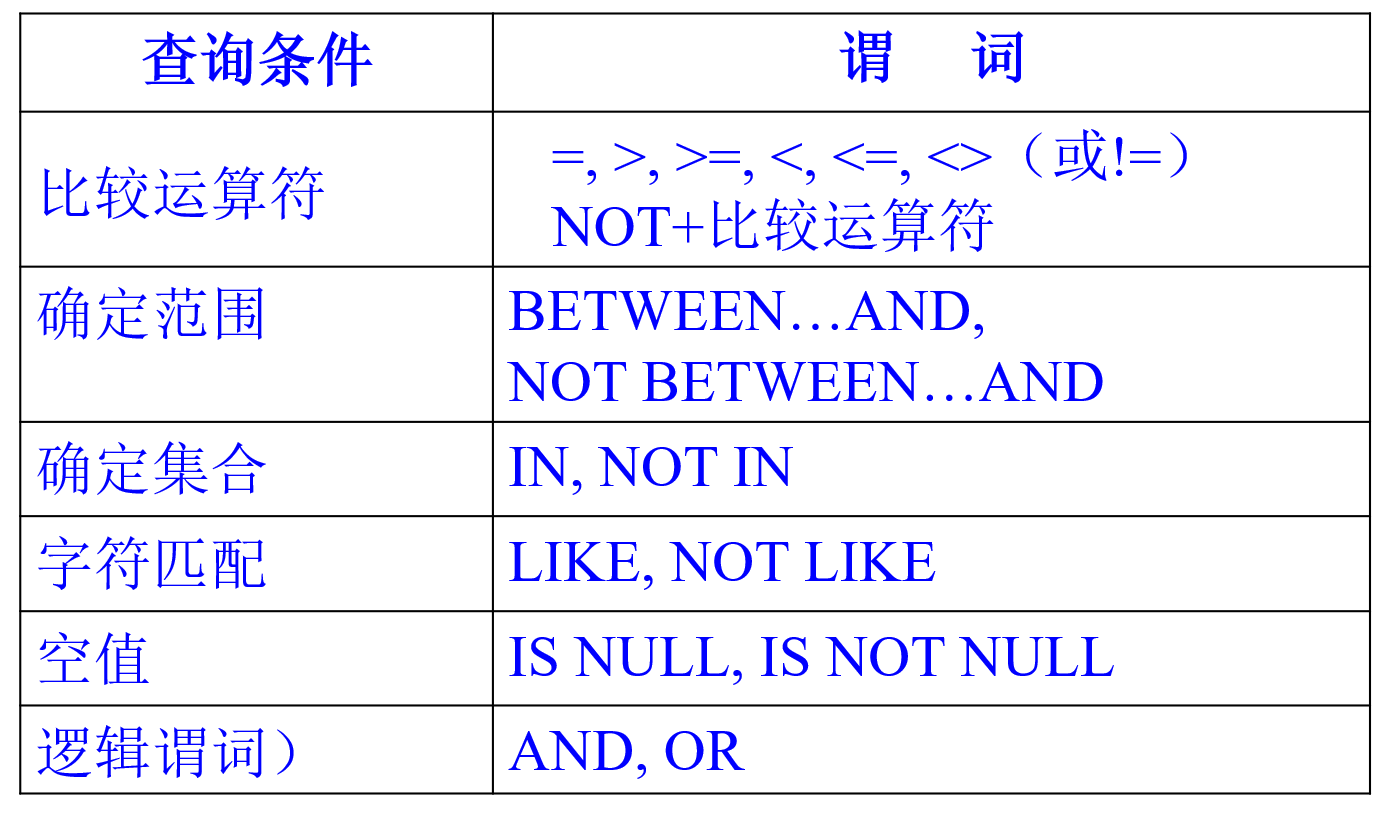 查询条件
谓 词
比较运算符
=, >, >=, <, <=, <>（或!=）
NOT+比较运算符
确定范围
BETWEEN…AND,
NOT BETWEEN…AND
确定集合
IN, NOT IN
字符匹配
LIKE, NOT LIKE
空值
IS NULL, IS NOT NULL
逻辑谓词）
AND, OR